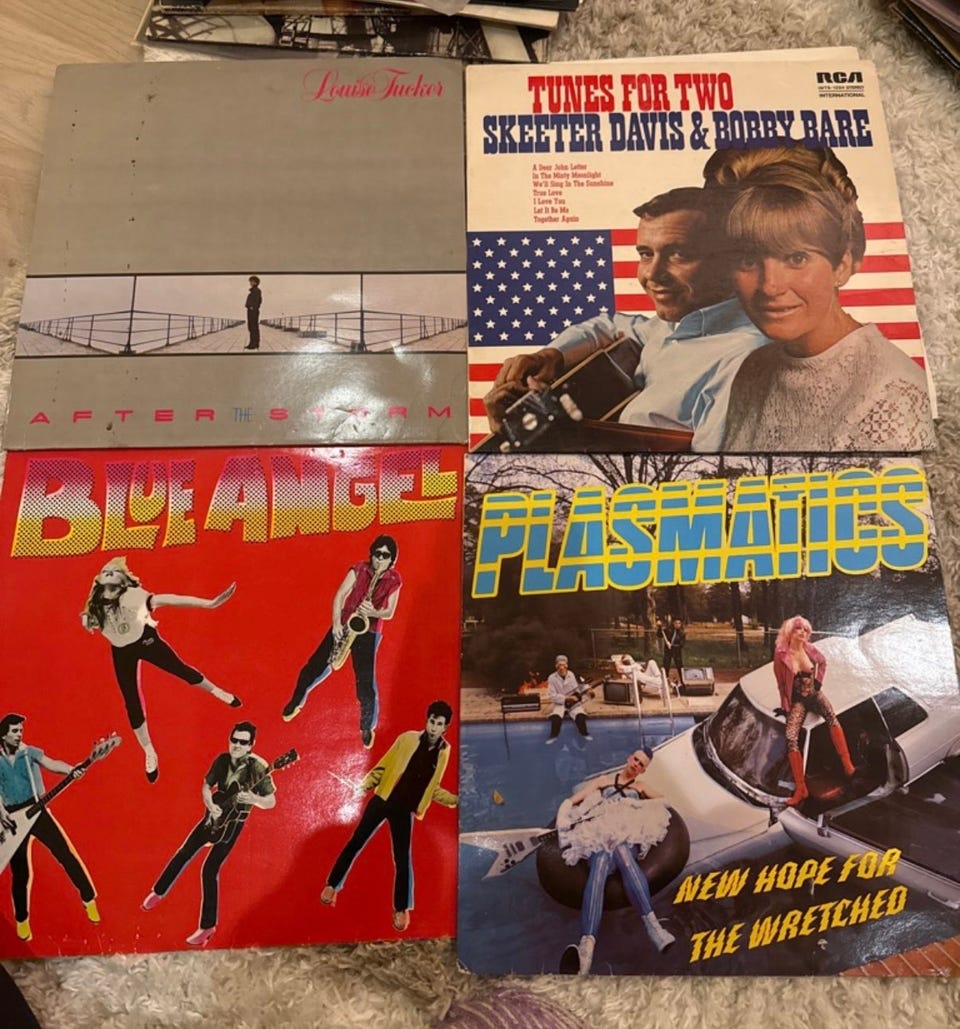 Louise Tucker
AFTER THE STORM
TUNES FOR TWO
SKEETER DAVIS & BOBBY BARE
RCA
INTERNATIONAL
A Dear John Letter
In The Misty Moonlight
We'll Sing In The Sunshine
True Love
I Love You
Let It Be Me
Together Again
BLUE ANGEL
PLASMATICS
NEW HOPE FOR
THE WRETCHED